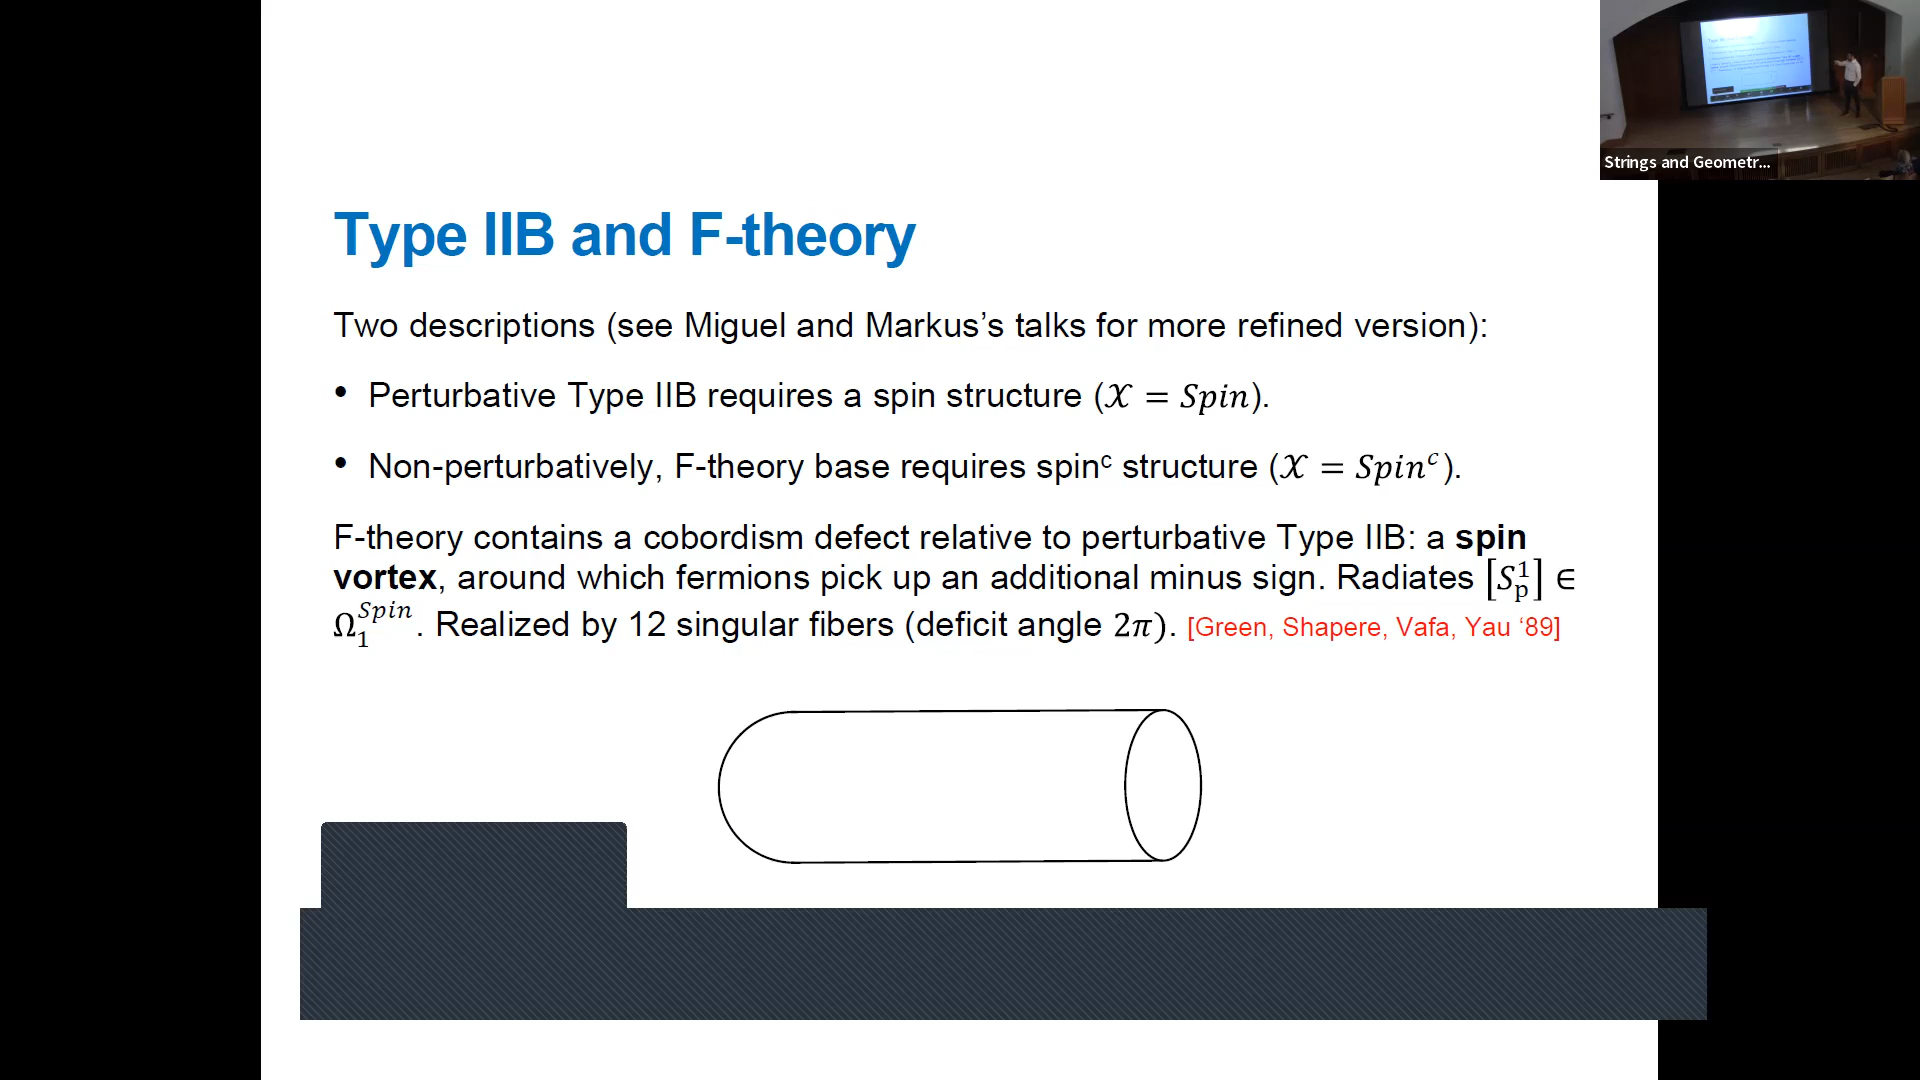 Strings and Geometr...
Type IIB and F-theory
Two descriptions (see Miguel and Markus’s talks for more refined version):
• Perturbative Type IIB requires a spin structure (𝒳 = Spin).
• Non-perturbatively, F-theory base requires spinᶜ structure (𝒳 = Spinᶜ).
F-theory contains a cobordism defect relative to perturbative Type IIB: a spin
vortex, around which fermions pick up an additional minus sign. Radiates [S¹ₚ] ∈
Ω₁^Spin. Realized by 12 singular fibers (deficit angle 2π). [Green, Shapere, Vafa, Yau ‘89]